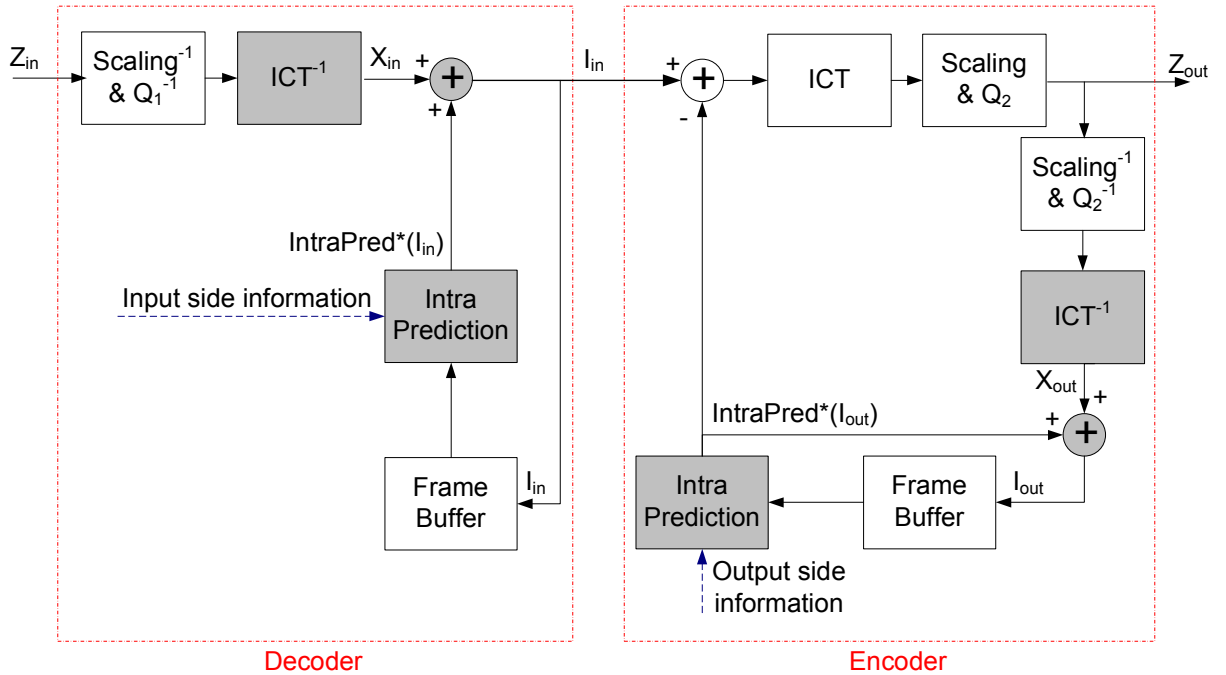 Z_in
Scaling^-1
& Q_1^-1
ICT^-1
X_in
+
+
+
I_in
IntraPred*(I_in)
Input side information
Intra
Prediction
Frame
Buffer
I_in
Decoder
+
+
-
ICT
Scaling
& Q_2
Z_out
Scaling^-1
& Q_2^-1
ICT^-1
X_out
+
+
+
IntraPred*(I_out)
I_out
Frame
Buffer
Intra
Prediction
Output side
information
Encoder